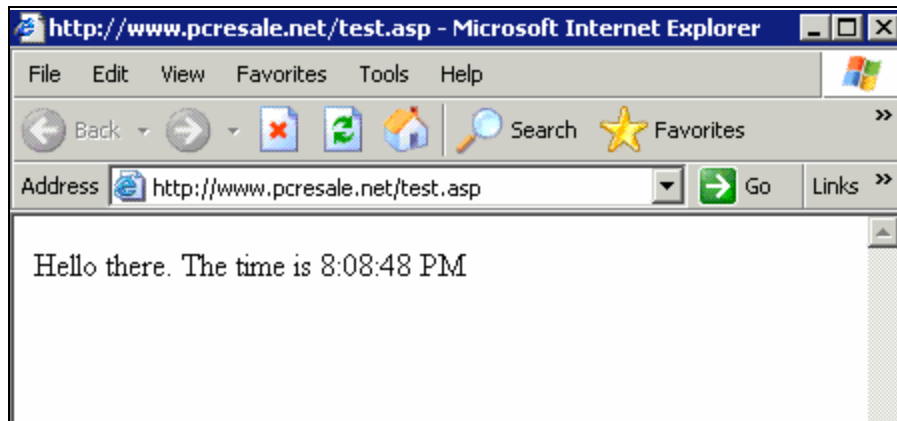 http://www.pcresale.net/test.asp - Microsoft Internet Explorer
File Edit View Favorites Tools Help
Back Search Favorites »
Address http://www.pcresale.net/test.asp Go Links »
Hello there. The time is 8:08:48 PM